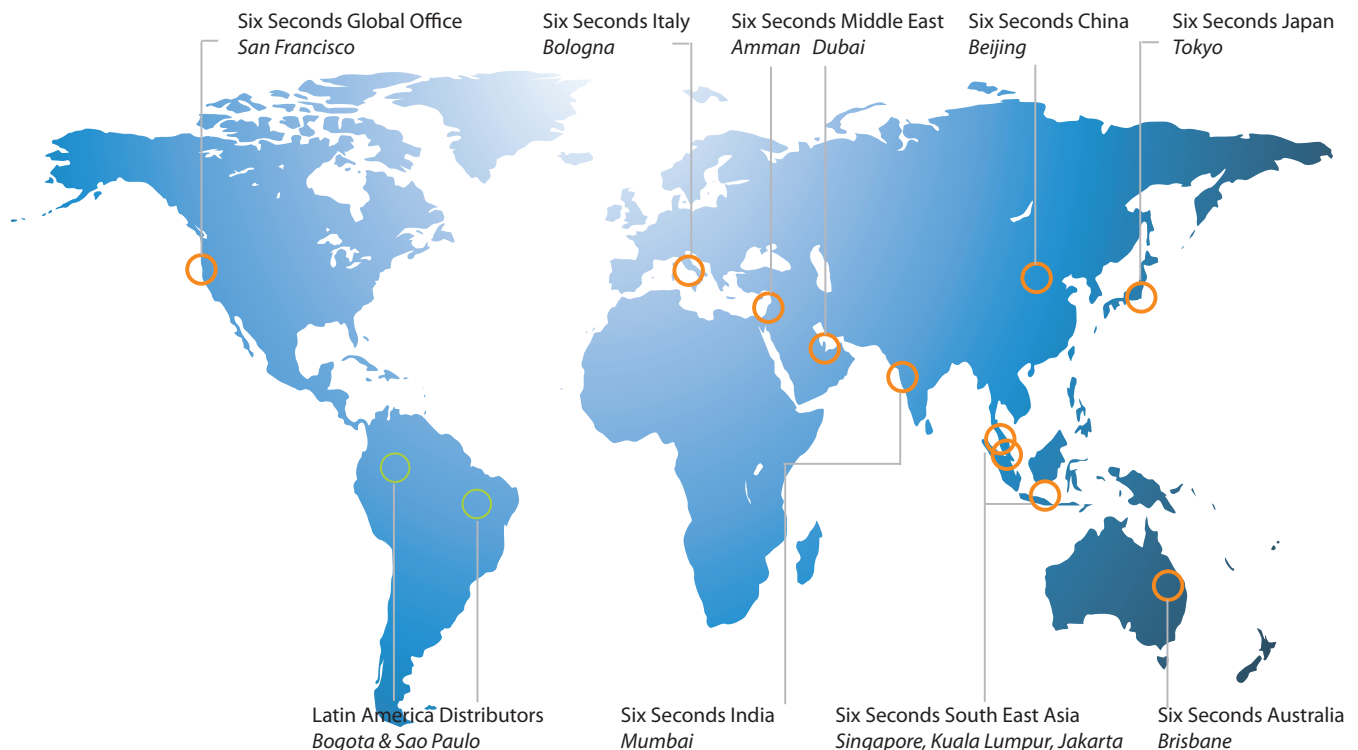 Six Seconds Global Office
San Francisco
Six Seconds Italy
Bologna
Six Seconds Middle East
Amman Dubai
Six Seconds China
Beijing
Six Seconds Japan
Tokyo
Latin America Distributors
Bogota & Sao Paulo
Six Seconds India
Mumbai
Six Seconds South East Asia
Singapore, Kuala Lumpur, Jakarta
Six Seconds Australia
Brisbane